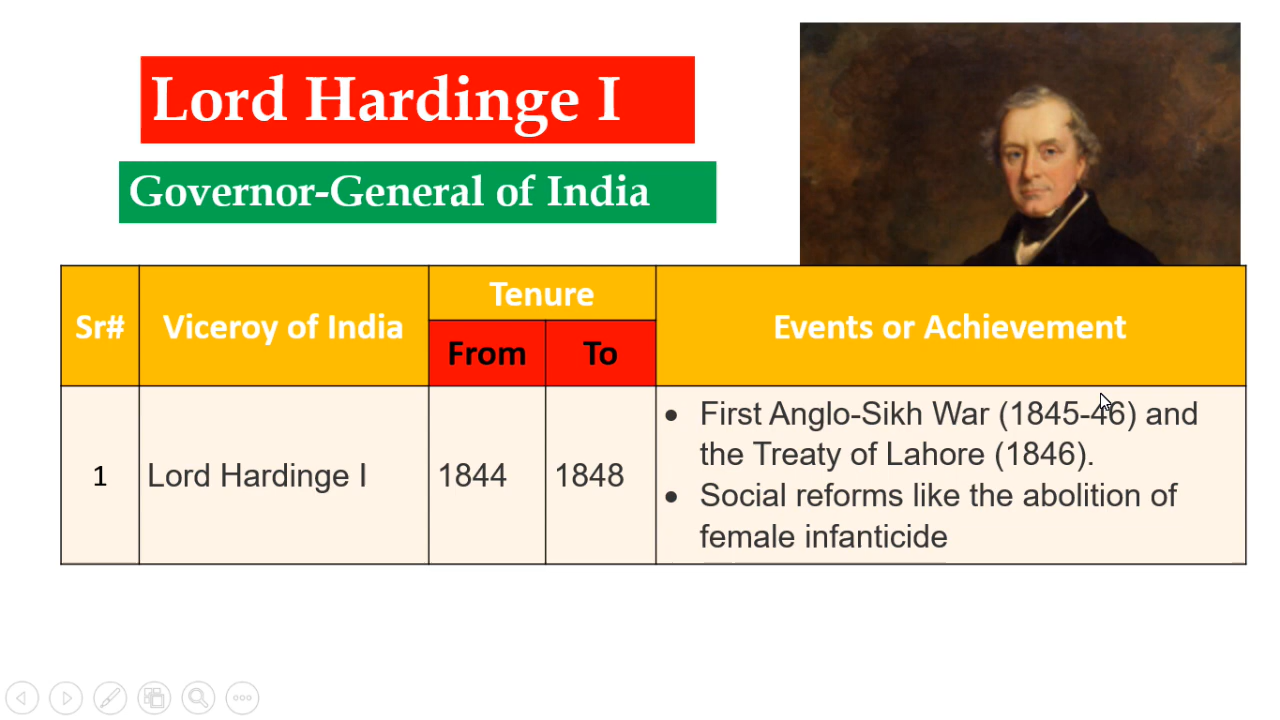 Lord Hardinge I
Governor-General of India
Sr#
Viceroy of India
Tenure
From
To
Events or Achievement
1
Lord Hardinge I
1844
1848
• First Anglo-Sikh War (1845-46) and
the Treaty of Lahore (1846).
• Social reforms like the abolition of
female infanticide